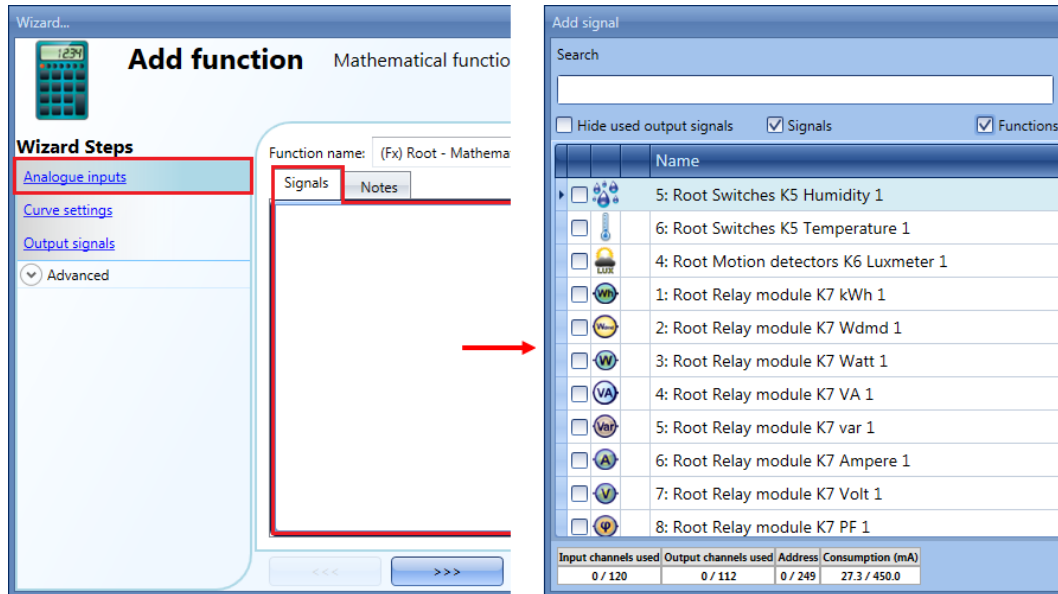 Wizard...
1234
Add function Mathematical functio
Wizard Steps
Analogue inputs
Curve settings
Output signals
Advanced
Function name: (Fx) Root - Mathema
Signals Notes
<<< >>>
Add signal
Search
Hide used output signals Signals Functions
Name
5: Root Switches K5 Humidity 1
6: Root Switches K5 Temperature 1
LUX 4: Root Motion detectors K6 Luxmeter 1
Wh 1: Root Relay module K7 kWh 1
Wdmd 2: Root Relay module K7 Wdmd 1
W 3: Root Relay module K7 Watt 1
VA 4: Root Relay module K7 VA 1
Var 5: Root Relay module K7 var 1
A 6: Root Relay module K7 Ampere 1
V 7: Root Relay module K7 Volt 1
φ 8: Root Relay module K7 PF 1
Input channels used Output channels used Address Consumption (mA)
0 / 120 0 / 112 0 / 249 27.3 / 450.0